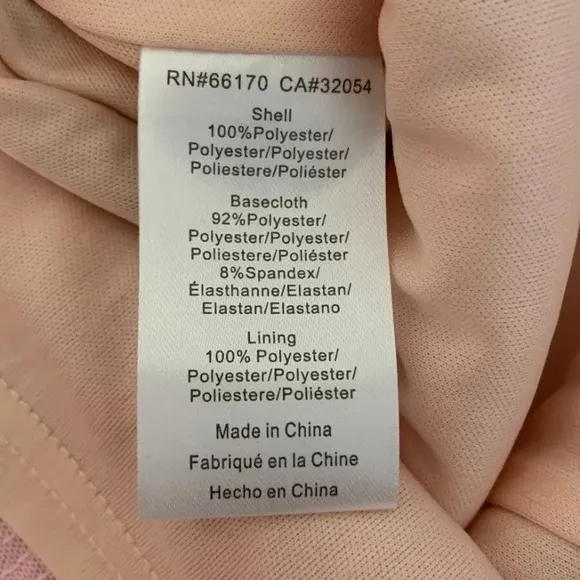 RN#66170 CA#32054
Shell
100%Polyester/
Polyester/Polyester/
Poliestere/Poliéster
Basecloth
92%Polyester/
Polyester/Polyester/
Poliestere/Poliéster
8%Spandex/
Élasthanne/Elastan/
Elastan/Elastano
Lining
100% Polyester/
Polyester/Polyester/
Poliestere/Poliéster
Made in China
Fabriqué en la Chine
Hecho en China